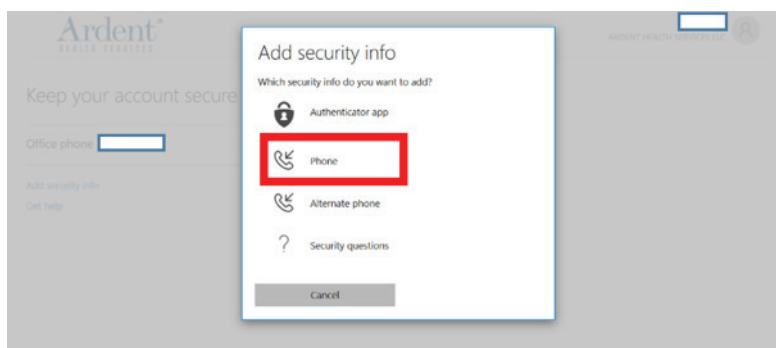 Ardent
HEALTH SERVICES
ARDENT HEALTH SERVICES LLC
Keep your account secure
Office phone
Add security info
Get help
Add security info
Which security info do you want to add?
Authenticator app
Phone
Alternate phone
Security questions
Cancel